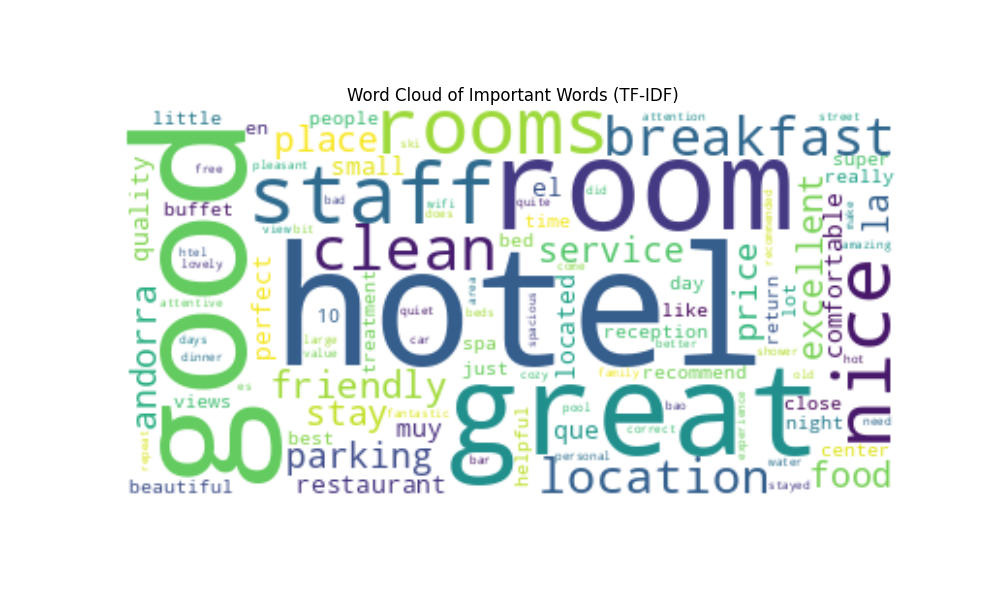 Word Cloud of Important Words (TF-IDF)
little
en
people
place
ski
rooms
attention
street
breakfast
good
free
pleasant
small
staff
bad
wifi
does
room
el
did
quite
time
super
really
quality
buffet
view
bit
clean
bed
service
recommended
excellent
comfortable
make
la
amazing
htel
lovely
perfect
hotel
come
price
nice
andorra
attentive
10
treatment
quiet
area
beds
spacious
located
day
like
return
lot
days
dinner
large
value
car
spa
reception
better
shower
hot
es
friendly
just
cozy
family
recommend
old
views
stay
fantastic
great
pool
bao
close
need
best
muy
helpful
que
correct
experience
night
repeat
parking
bar
personal
water
center
beautiful
restaurant
location
stayed
food